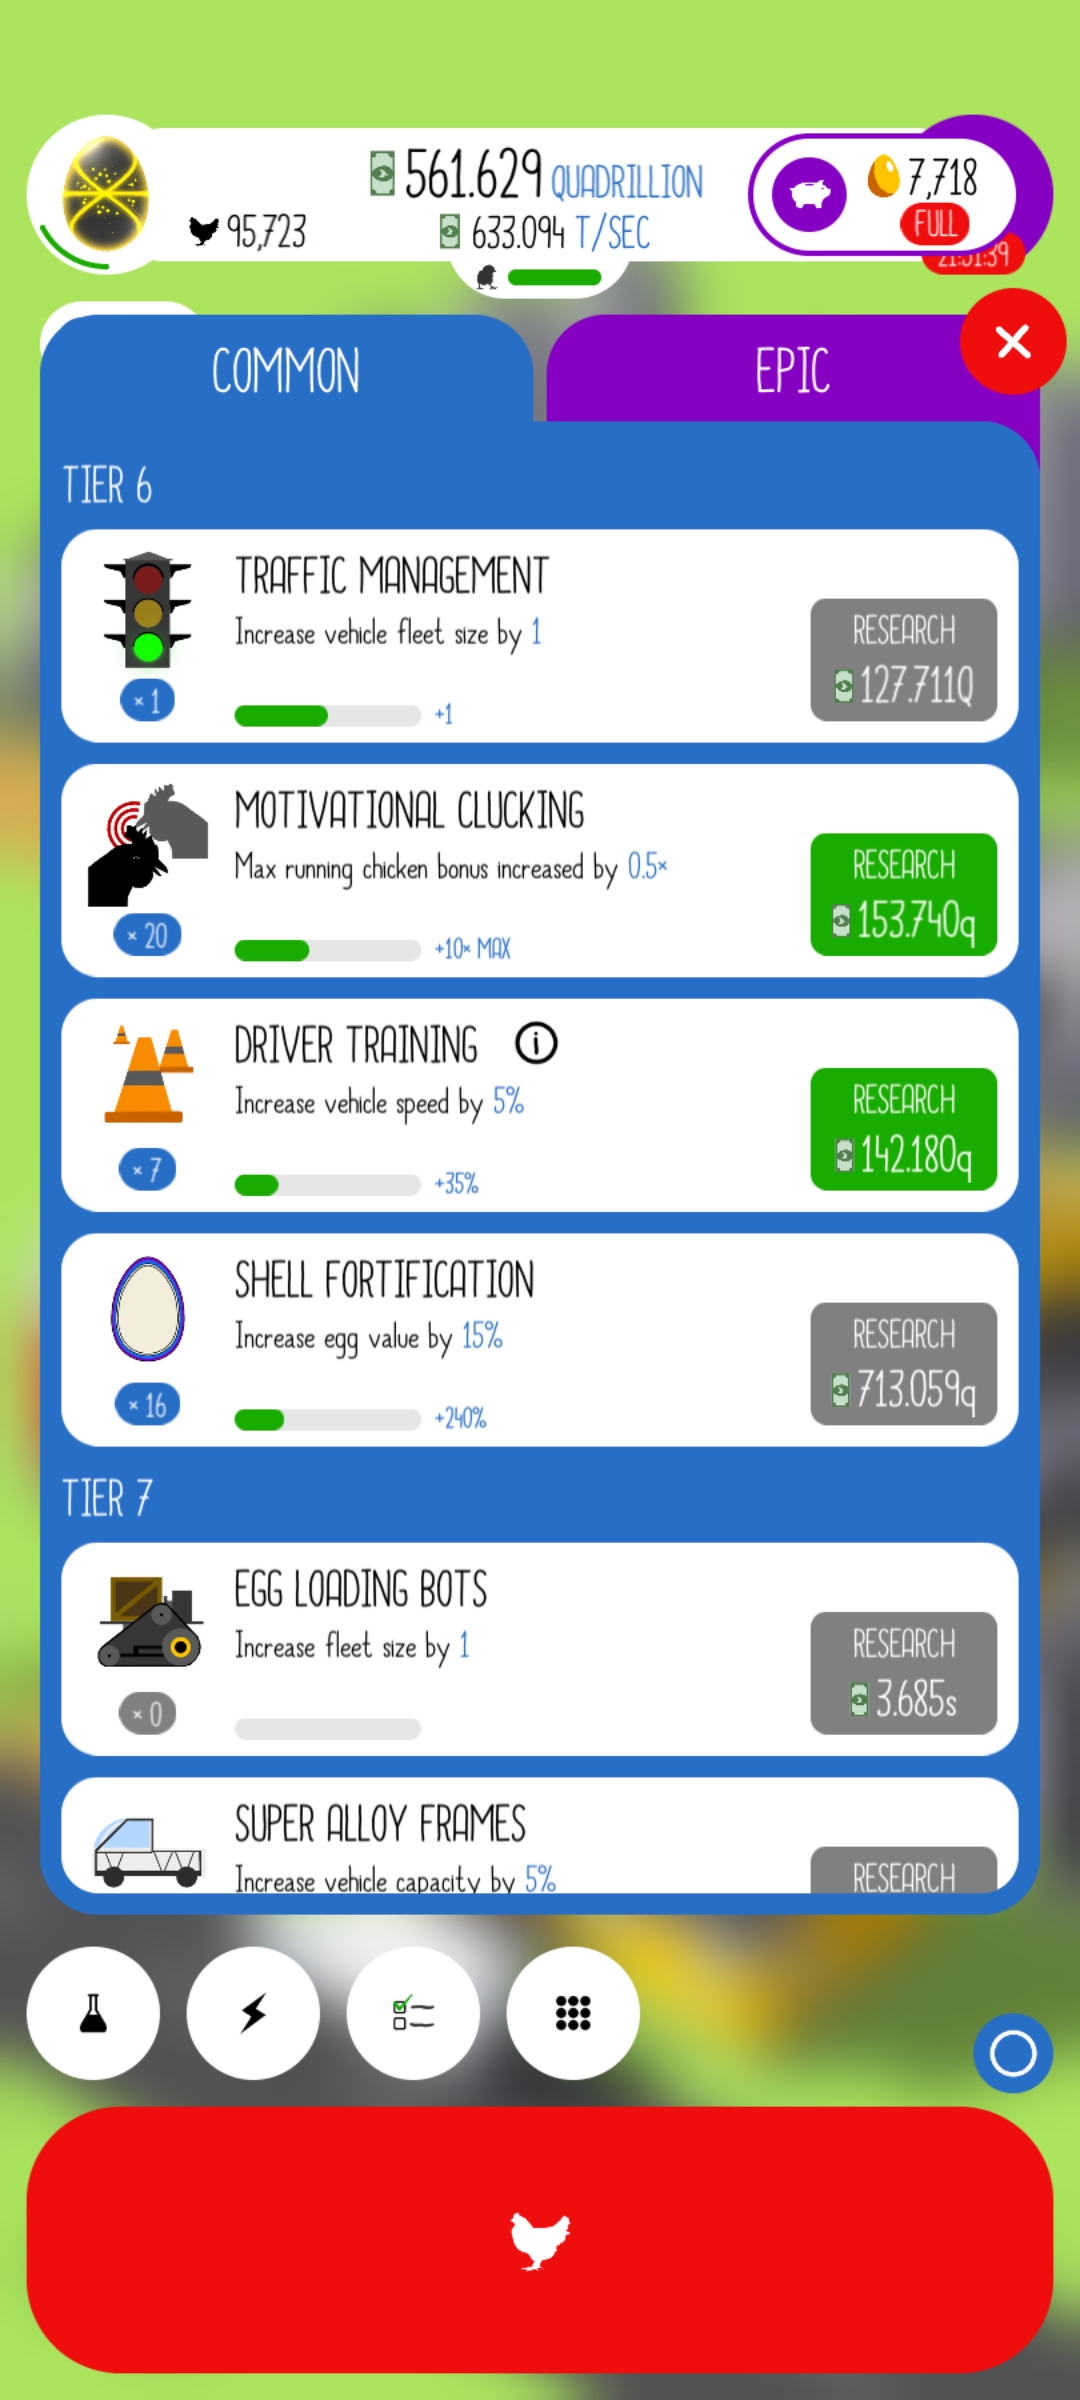 561.629 QUADRILLION
95,723
633.094 T/SEC
7,718
FULL
21:51:39
COMMON
EPIC
TIER 6
TRAFFIC MANAGEMENT
Increase vehicle fleet size by 1
× 1
+1
RESEARCH
127.711Q
MOTIVATIONAL CLUCKING
Max running chicken bonus increased by 0.5×
× 20
+10× MAX
RESEARCH
153.740q
DRIVER TRAINING i
Increase vehicle speed by 5%
× 7
+35%
RESEARCH
142.180q
SHELL FORTIFICATION
Increase egg value by 15%
× 16
+240%
RESEARCH
713.059q
TIER 7
EGG LOADING BOTS
Increase fleet size by 1
× 0
RESEARCH
3.685s
SUPER ALLOY FRAMES
Increase vehicle capacity by 5%
RESEARCH